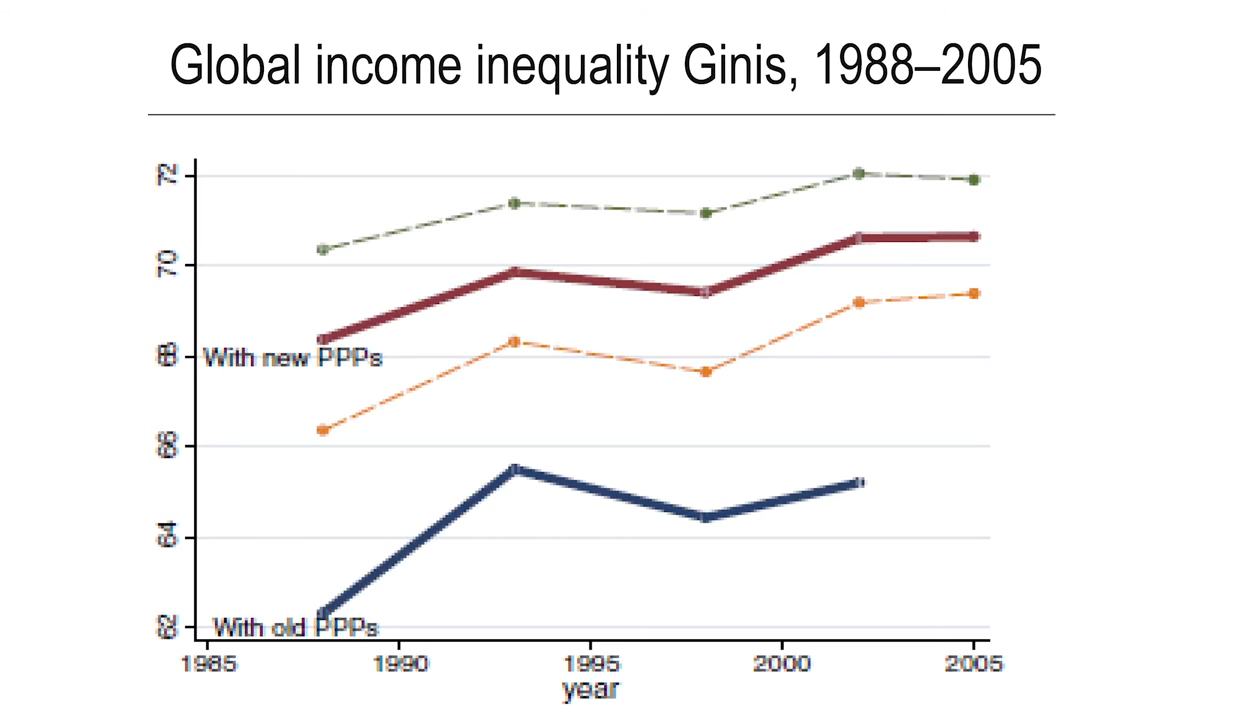 Global income inequality Ginis, 1988–2005
72
70
68
With new PPPs
66
64
62
With old PPPs
1985 1990 1995 2000 2005
year